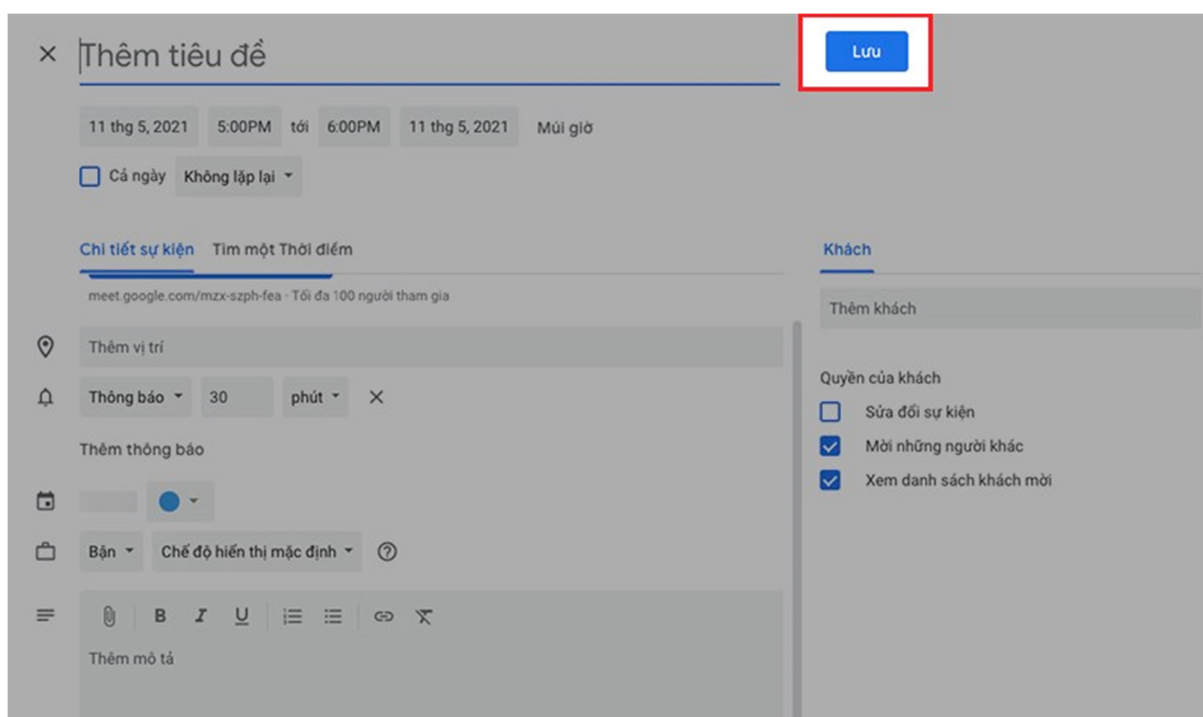 Thêm tiêu đề
Lưu
11 thg 5, 2021 5:00PM tới 6:00PM 11 thg 5, 2021 Múi giờ
Cả ngày Không lặp lại
Chi tiết sự kiện Tìm một Thời điểm
meet.google.com/mzx-szph-fea · Tối đa 100 người tham gia
Thêm vị trí
Thông báo 30 phút
Thêm thông báo
Bận Chế độ hiển thị mặc định
B I U
Thêm mô tả
Khách
Thêm khách
Quyền của khách
Sửa đổi sự kiện
Mời những người khác
Xem danh sách khách mời